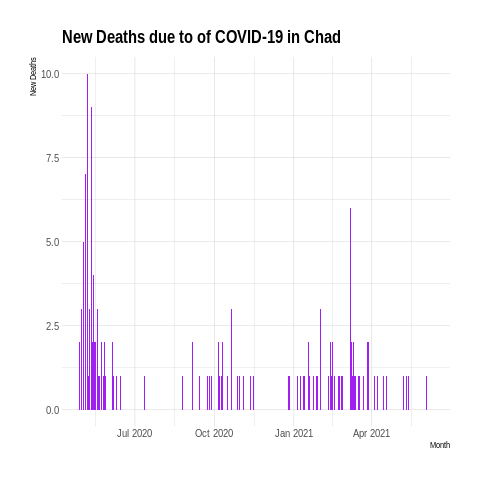 New Deaths due to of COVID-19 in Chad
New Deaths
10.0
7.5
5.0
2.5
0.0
Jul 2020 Oct 2020 Jan 2021 Apr 2021
Month